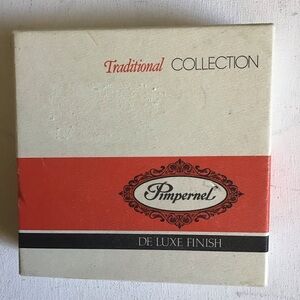 Traditional COLLECTION
Pimpernel
DE LUXE FINISH